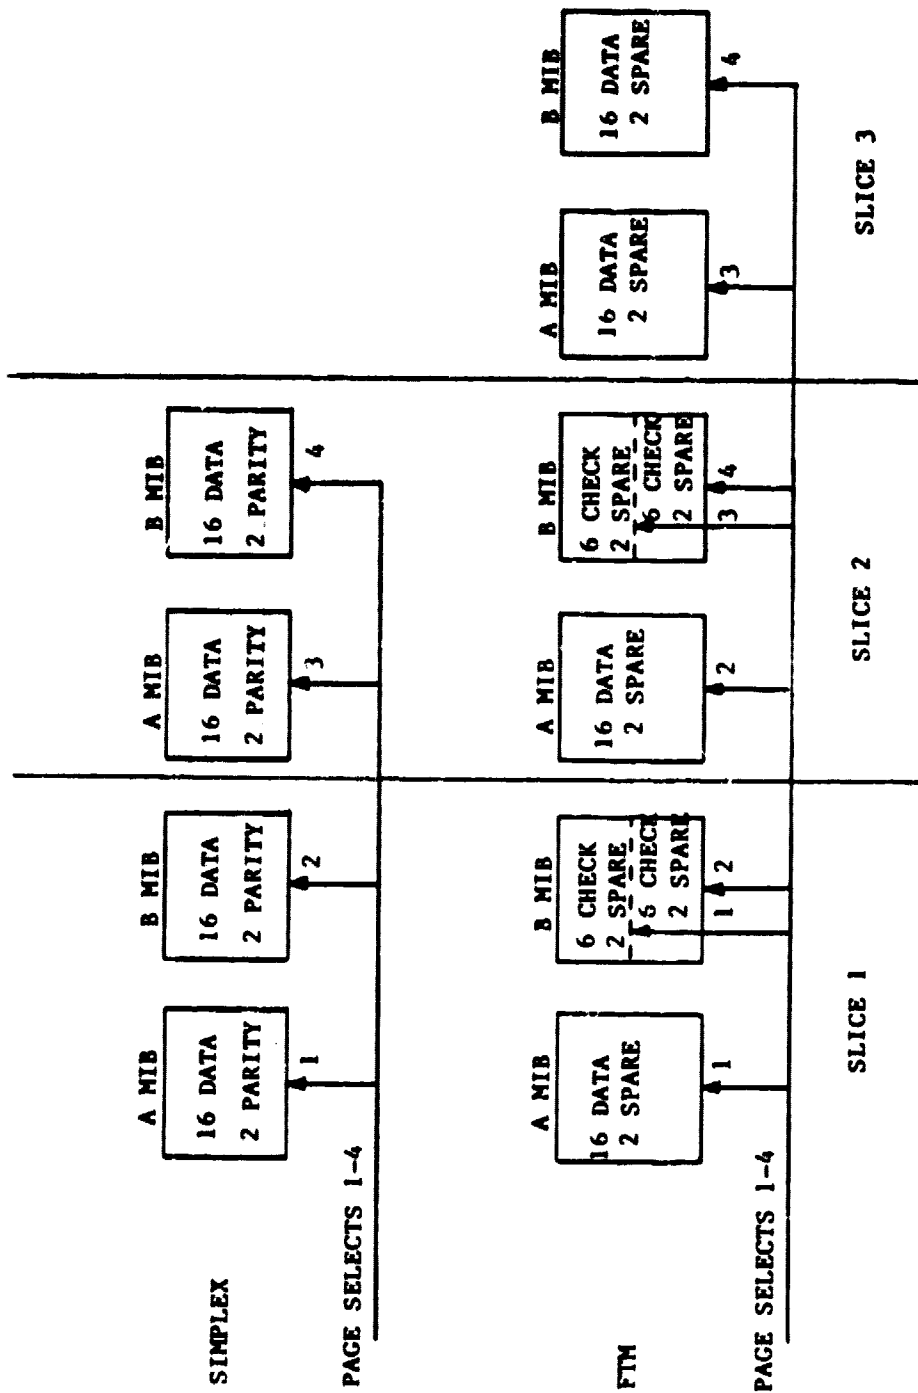 SIMPLEX
A MIB
16 DATA
2 PARITY
1
B MIB
16 DATA
2 PARITY
2
A MIB
16 DATA
2 PARITY
3
B MIB
16 DATA
2 PARITY
4
PAGE SELECTS 1-4
FTM
A MIB
16 DATA
2 SPARE
1
B MIB
6 CHECK
2 SPARE
6 CHECK
2 SPARE
1
2
A MIB
16 DATA
2 SPARE
2
B MIB
6 CHECK
2 SPARE
6 CHECK
2 SPARE
3
4
A MIB
16 DATA
2 SPARE
3
B MIB
16 DATA
2 SPARE
4
PAGE SELECTS 1-4
SLICE 1
SLICE 2
SLICE 3